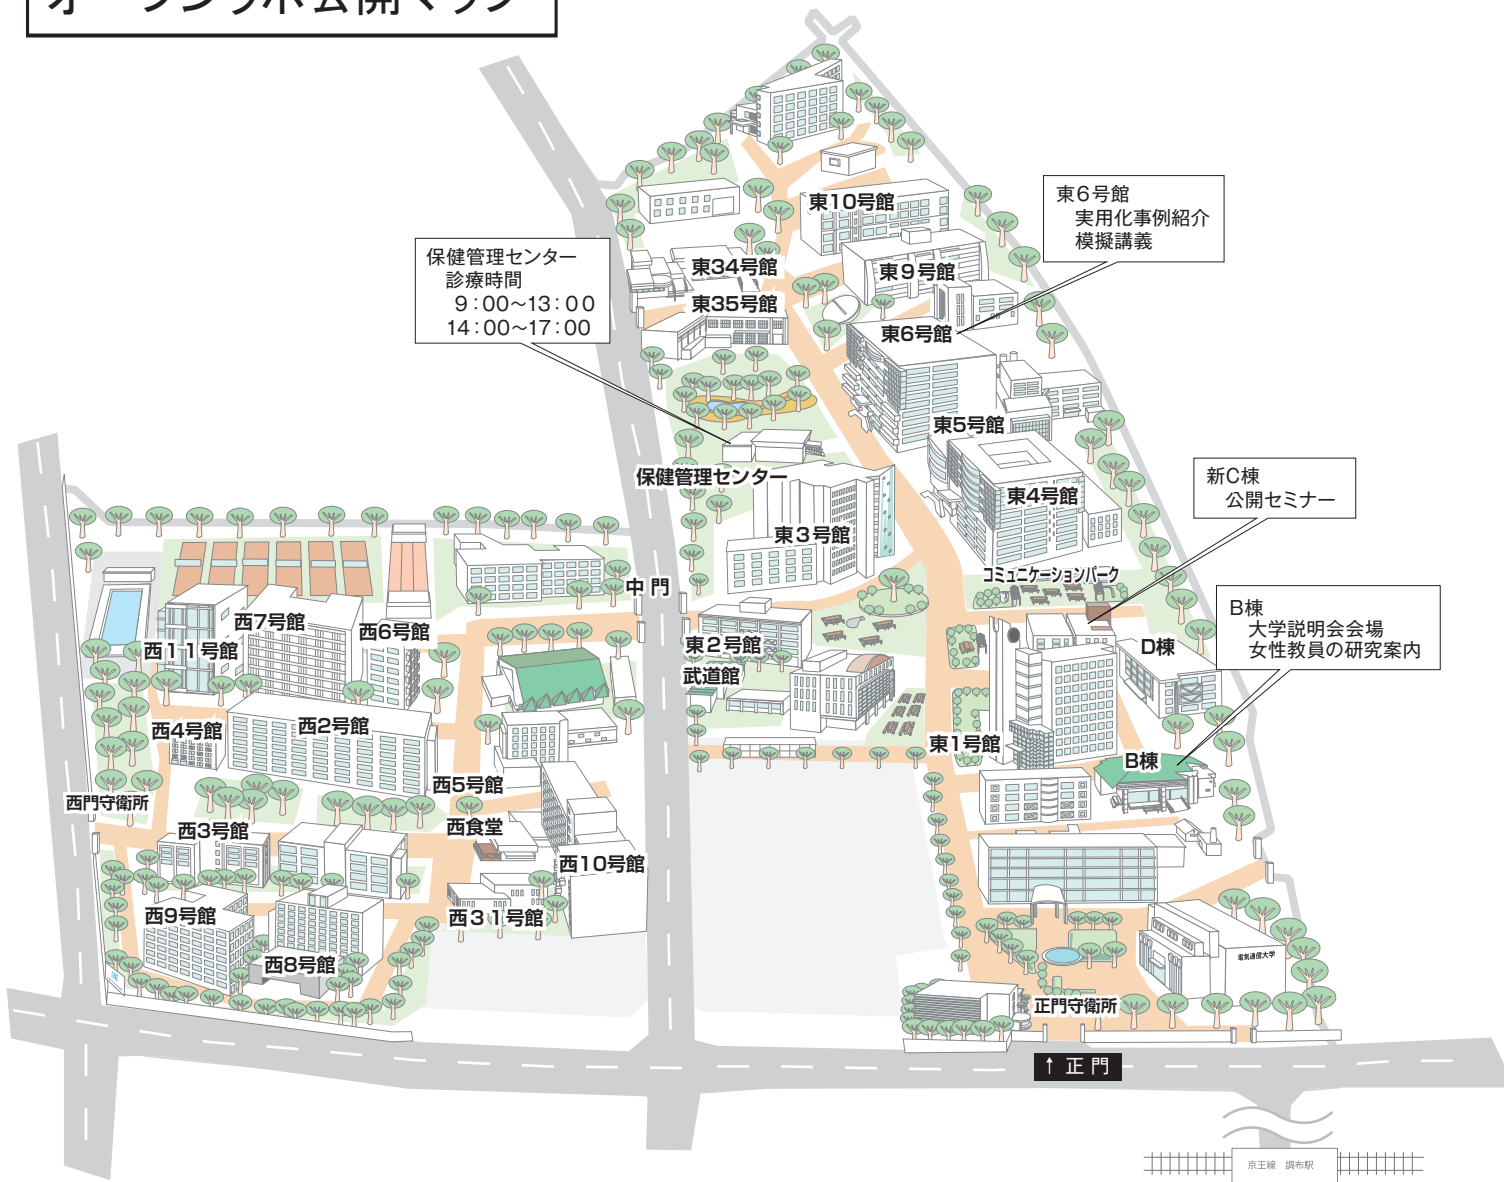 オープンラボ公開マップ
東6号館
実用化事例紹介
模擬講義
保健管理センター
診療時間
9:00～13:00
14:00～17:00
東10号館
東34号館
東9号館
東35号館
東6号館
東5号館
保健管理センター
東4号館
新C棟
公開セミナー
東3号館
コミュニケーションパーク
中門
B棟
大学説明会会場
女性教員の研究案内
西7号館
西6号館
西11号館
東2号館
武道館
D棟
西4号館
西2号館
東1号館
B棟
西5号館
西門守衛所
西3号館
西食堂
西10号館
西9号館
西31号館
西8号館
電気通信大学
正門守衛所
↑正門
京王線 調布駅